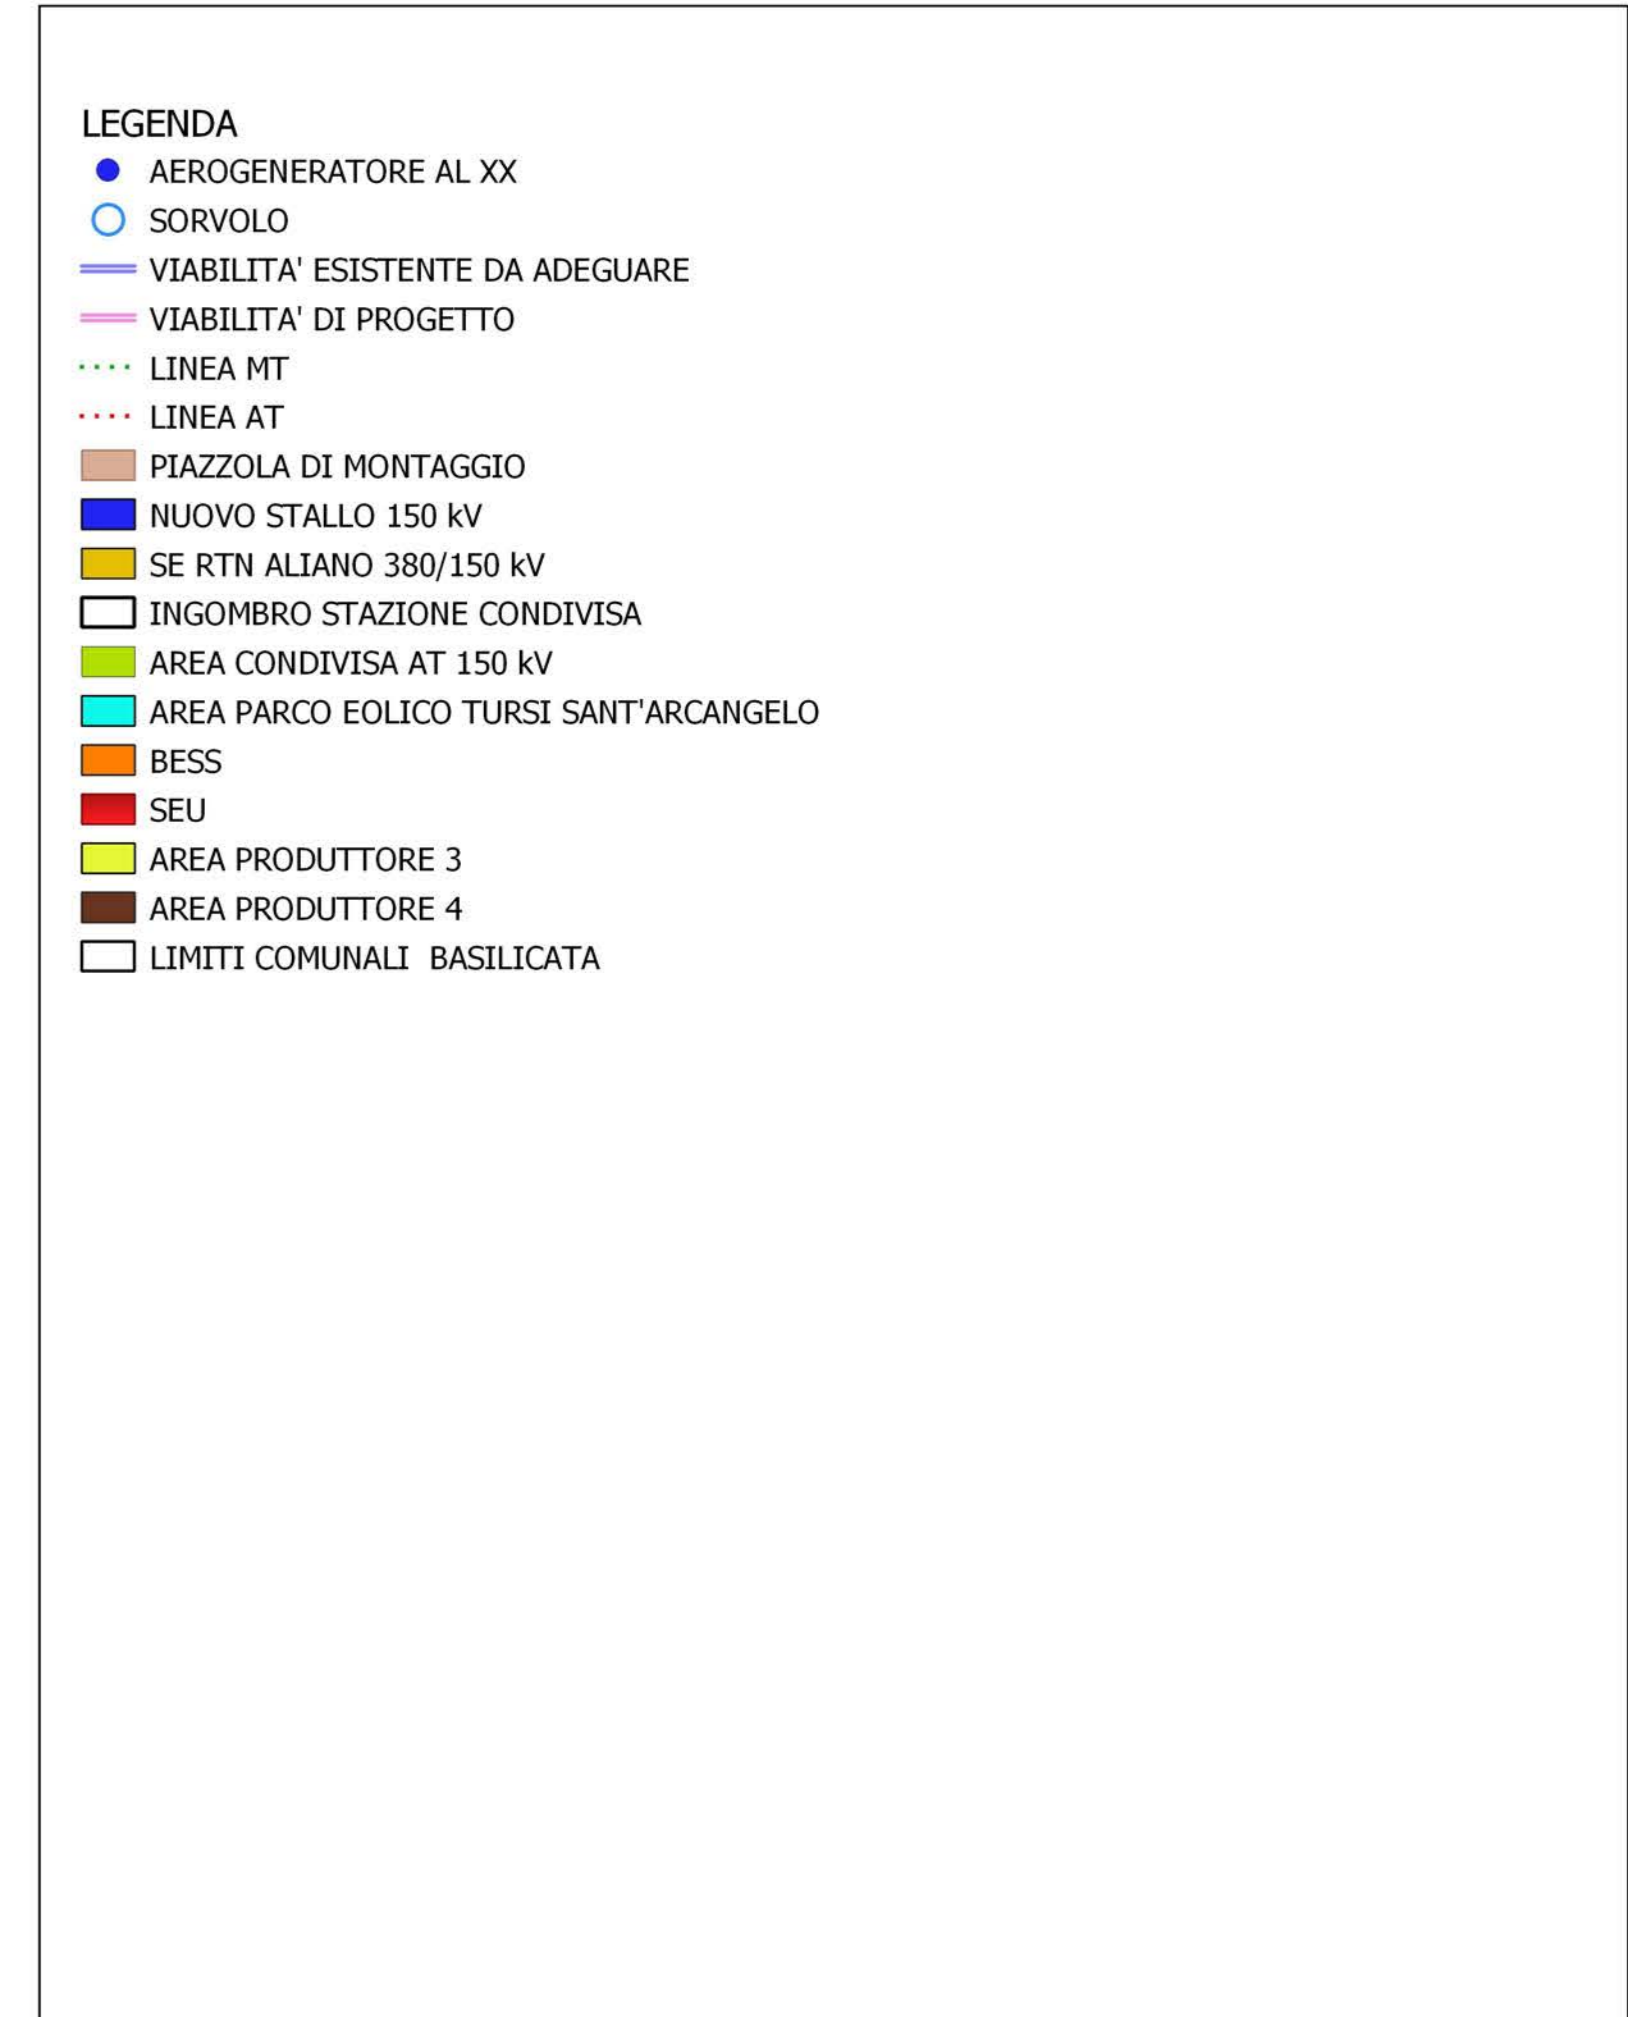 LEGENDA
AEROGENERATORE AL XX
SORVOLO
VIABILITA' ESISTENTE DA ADEGUARE
VIABILITA' DI PROGETTO
LINEA MT
LINEA AT
PIAZZOLA DI MONTAGGIO
NUOVO STALLO 150 kV
SE RTN ALIANO 380/150 kV
INGOMBRO STAZIONE CONDIVISA
AREA CONDIVISA AT 150 kV
AREA PARCO EOLICO TURSI SANT'ARCANGELO
BESS
SEU
AREA PRODUTTORE 3
AREA PRODUTTORE 4
LIMITI COMUNALI  BASILICATA